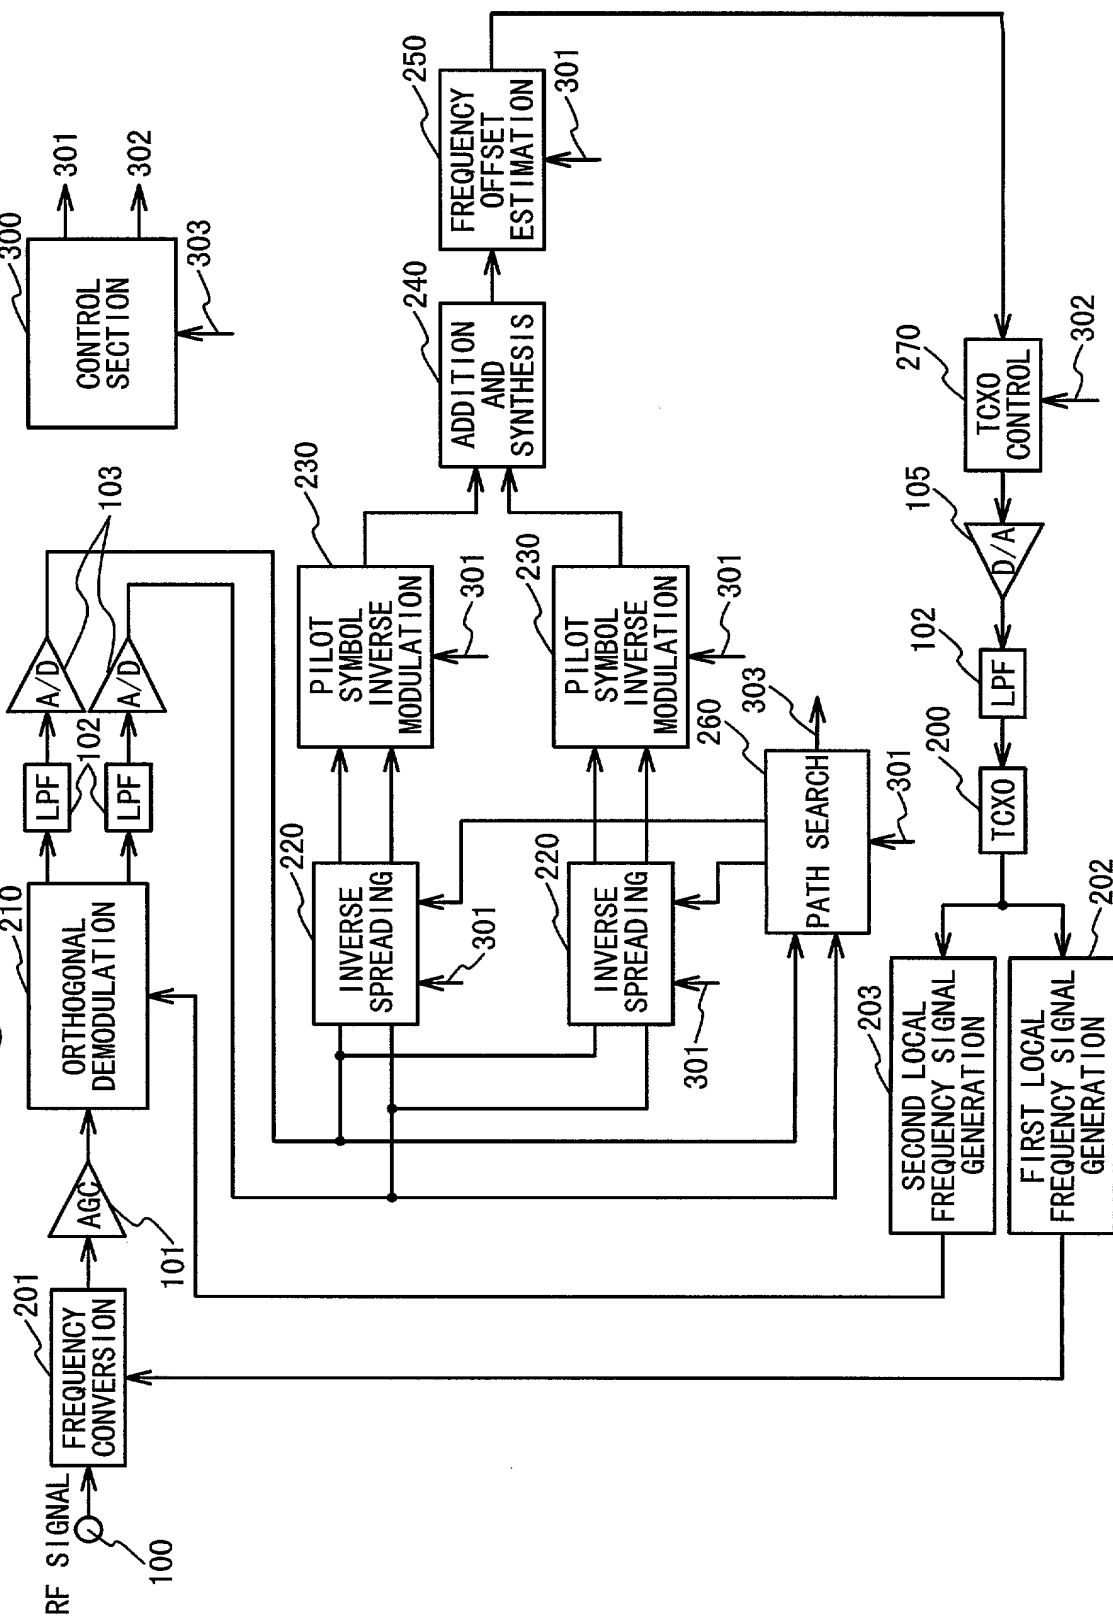 RF SIGNAL
100
201
FREQUENCY
CONVERSION
AGC
101
210
ORTHOGONAL
DEMODULATION
LPF
LPF
102
A/D
A/D
103
300
CONTROL
SECTION
301
302
303
220
INVERSE
SPREADING
301
230
PILOT
SYMBOL
INVERSE
MODULATION
301
220
INVERSE
SPREADING
301
230
PILOT
SYMBOL
INVERSE
MODULATION
301
240
ADDITION
AND
SYNTHESIS
250
FREQUENCY
OFFSET
ESTIMATION
301
260
PATH SEARCH
303
301
203
SECOND LOCAL
FREQUENCY SIGNAL
GENERATION
202
FIRST LOCAL
FREQUENCY SIGNAL
GENERATION
200
TCXO
102
LPF
105
D/A
270
TCXO
CONTROL
302